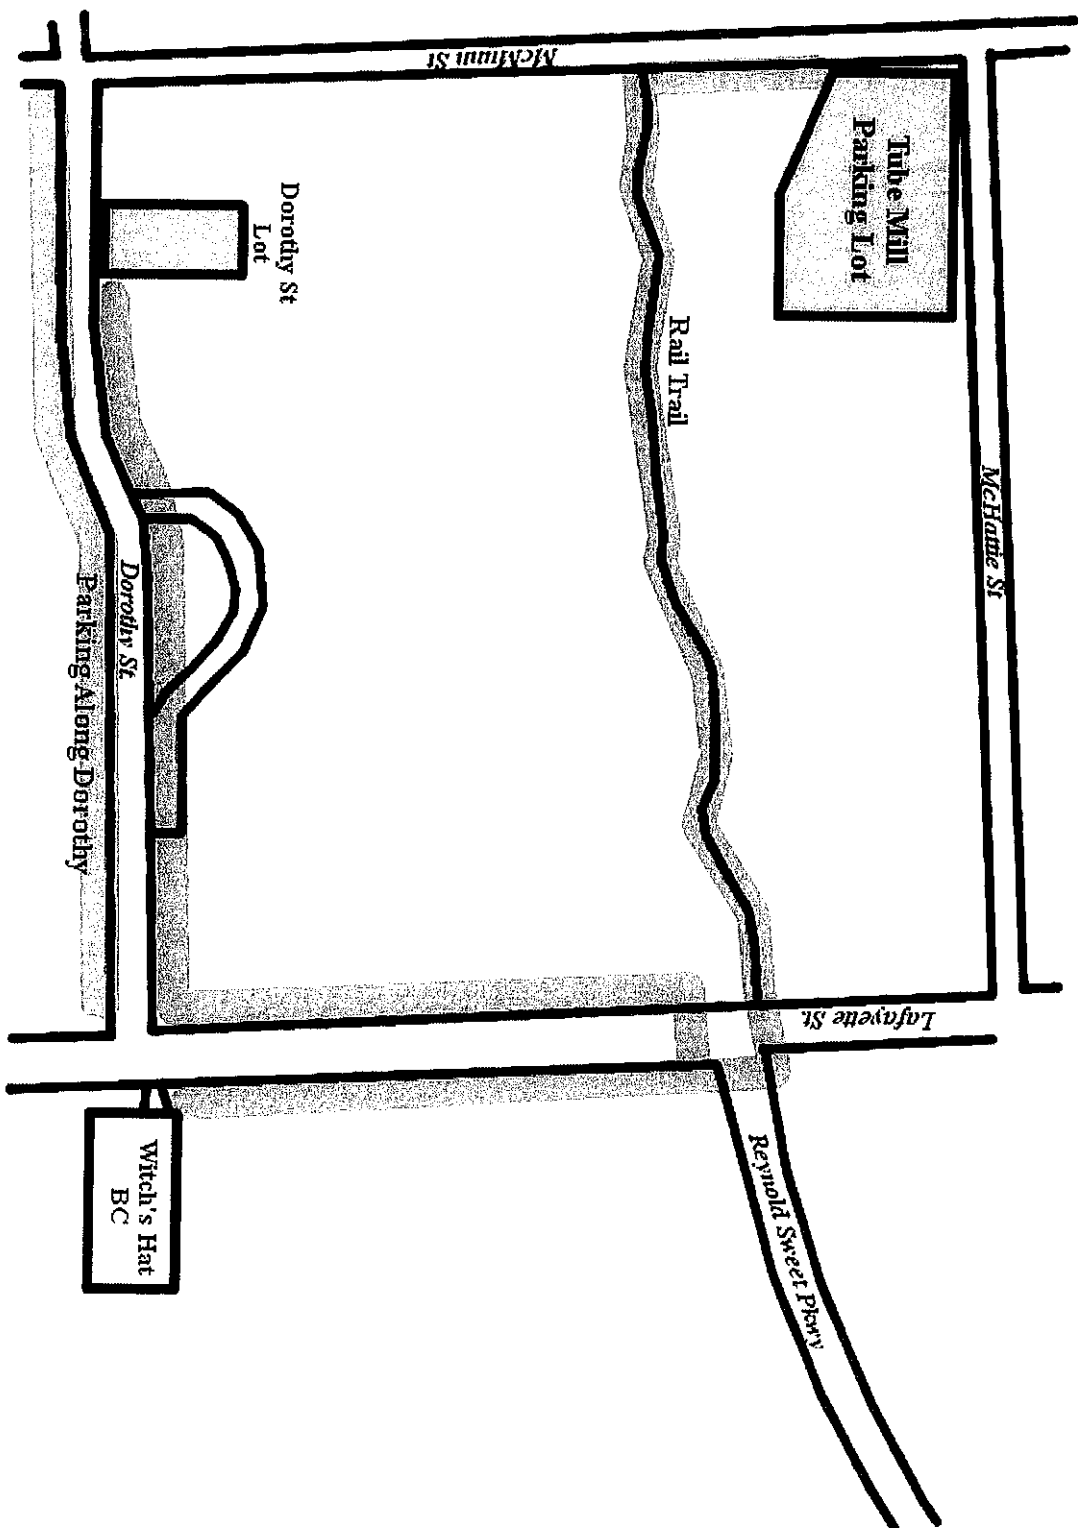 McMunn St
Tube Mill
Parking Lot
Dorothy St
Lot
Rail Trail
McHattie St
Dorothy St.
Parking Along Dorothy
Lafayette St.
Reynold Sweet Pkwy
Witch's Hat
BC